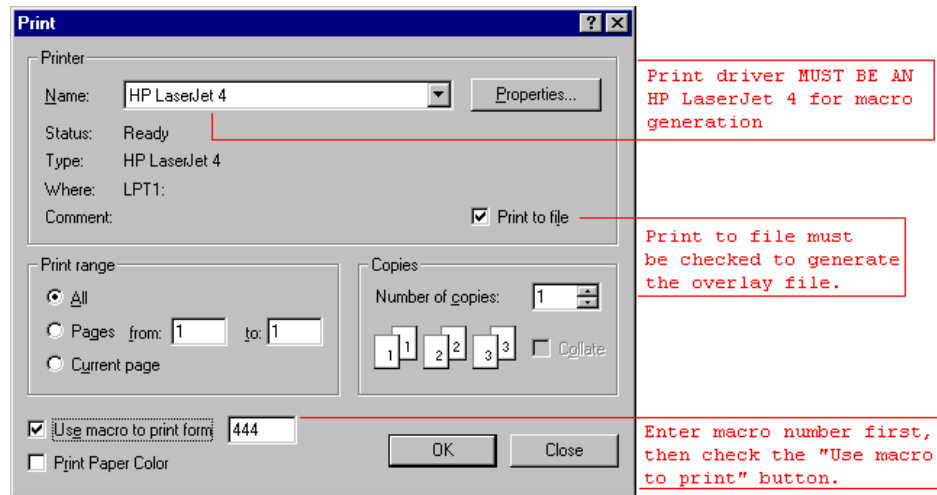 Print
Printer
Name: HP LaserJet 4 Properties...
Status: Ready
Type: HP LaserJet 4
Where: LPT1:
Comment:
Print to file
Print range
All
Pages from: 1 to: 1
Current page
Copies
Number of copies: 1
1 1 2 2 3 3
Collate
Use macro to print form 444
Print Paper Color
OK
Close
Print driver MUST BE AN
HP LaserJet 4 for macro
generation
Print to file must
be checked to generate
the overlay file.
Enter macro number first,
then check the "Use macro
to print" button.